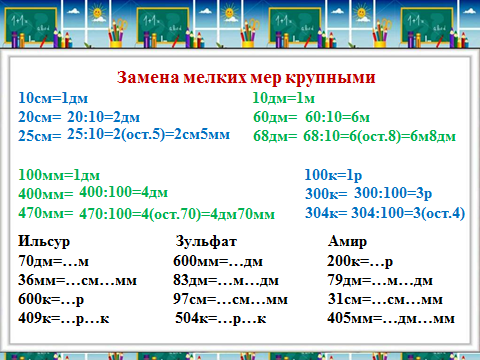 Замена мелких мер крупными
10см=1дм
20см= 20:10=2дм
25см= 25:10=2(ост.5)=2см5мм
10дм=1м
60дм= 60:10=6м
68дм= 68:10=6(ост.8)=6м8дм
100мм=1дм
400мм= 400:100=4дм
470мм= 470:100=4(ост.70)=4дм70мм
100к=1р
300к= 300:100=3р
304к= 304:100=3(ост.4)
Ильсур Зульфат Амир
70дм=…м 600мм=…дм 200к=…р
36мм=…см…мм 83дм=…м…дм 79дм=…м…дм
600к=…р 97см=…см…мм 31см=…см…мм
409к=…р…к 504к=…р…к 405мм=…дм…мм